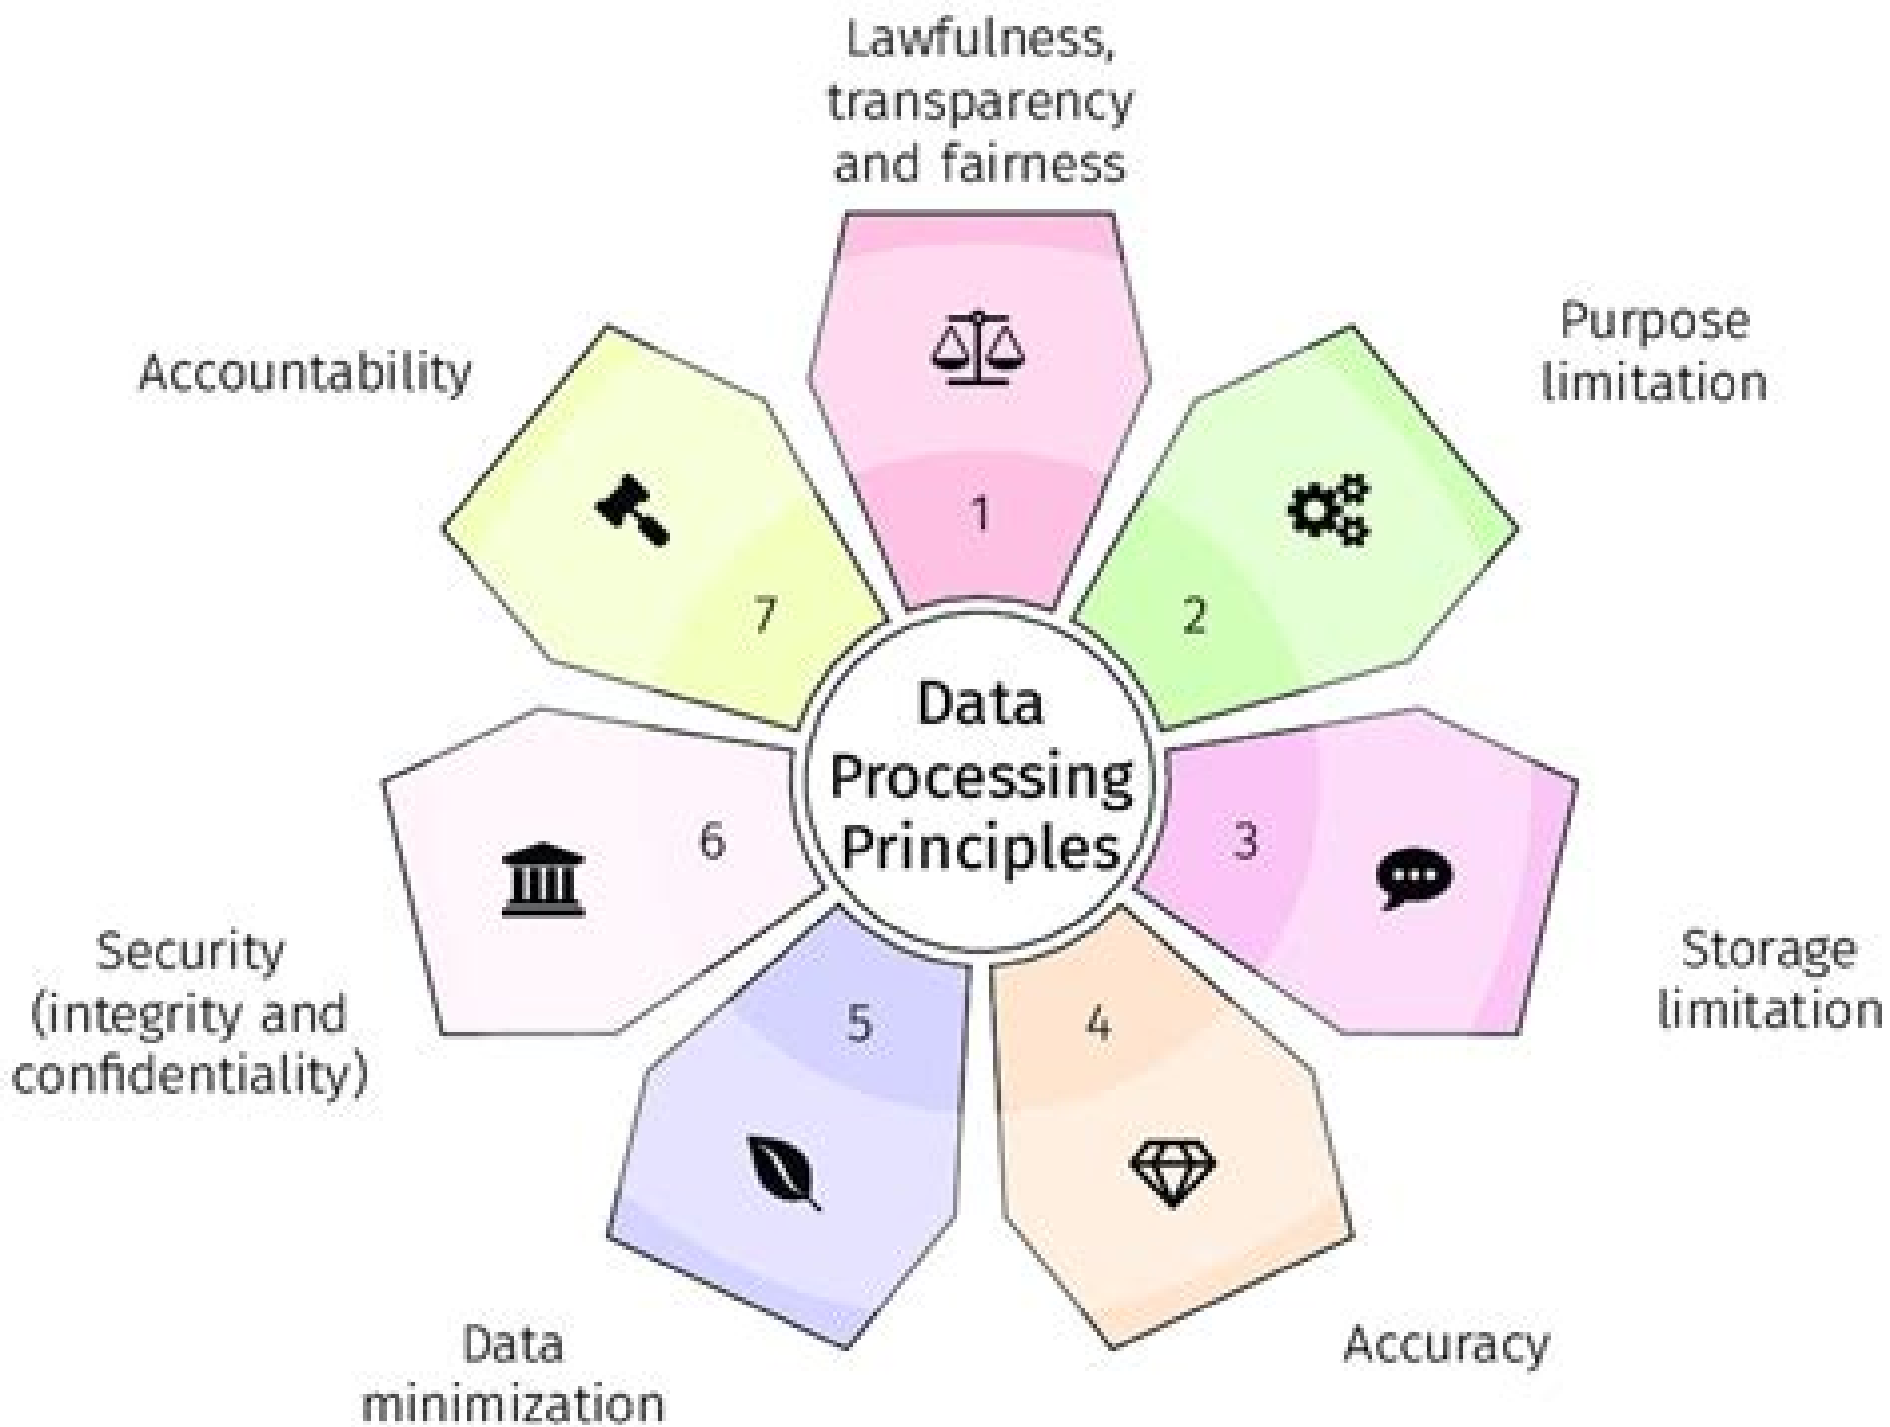 Lawfulness,
transparency
and fairness
1
Purpose
limitation
2
Storage
limitation
3
Accuracy
4
Data
minimization
5
Security
(integrity and
confidentiality)
6
Accountability
7
Data
Processing
Principles